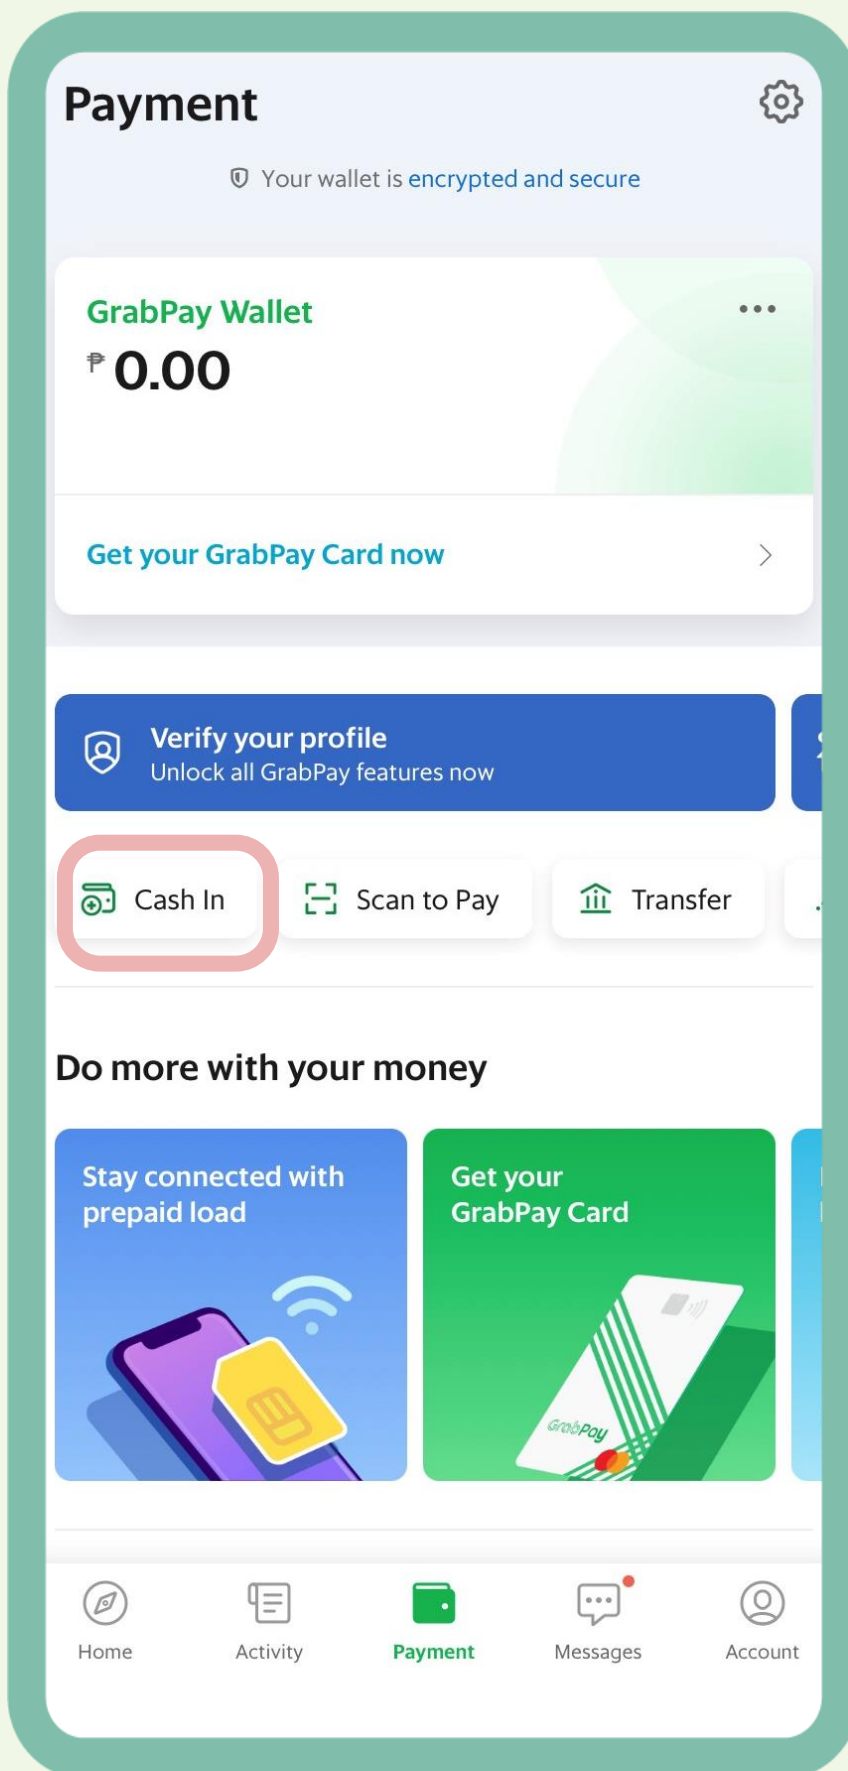 Payment
Your wallet is encrypted and secure
GrabPay Wallet
₱ 0.00
Get your GrabPay Card now
Verify your profile
Unlock all GrabPay features now
Cash In
Scan to Pay
Transfer
Do more with your money
Stay connected with
prepaid load
Get your
GrabPay Card
GrabPay
Home
Activity
Payment
Messages
Account